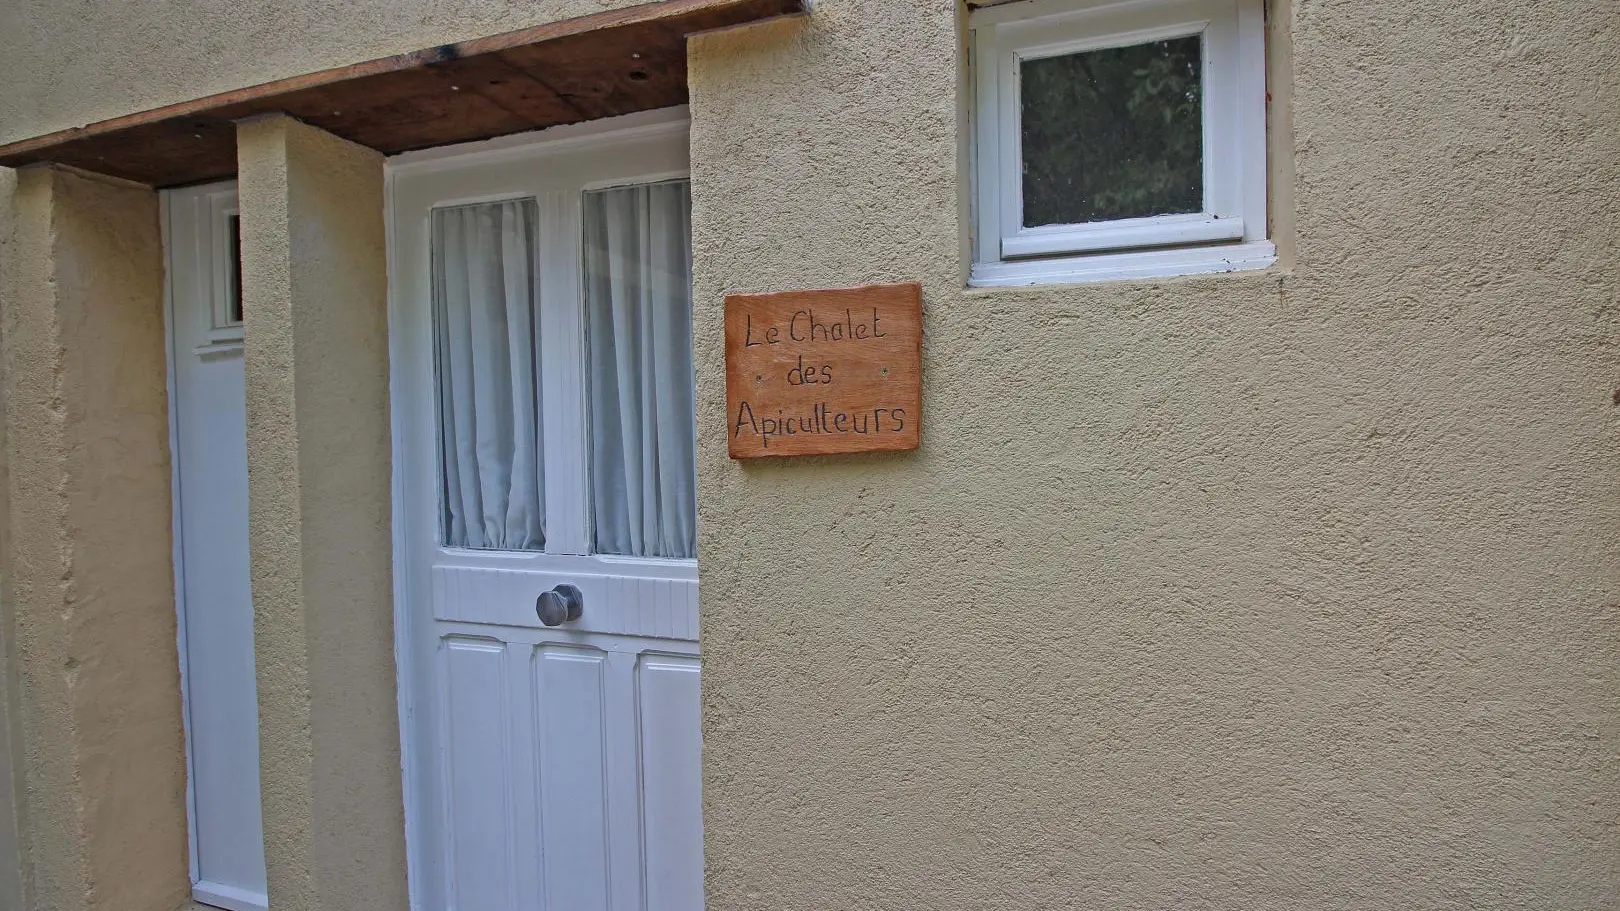 Le Chalet
des
Apiculteurs